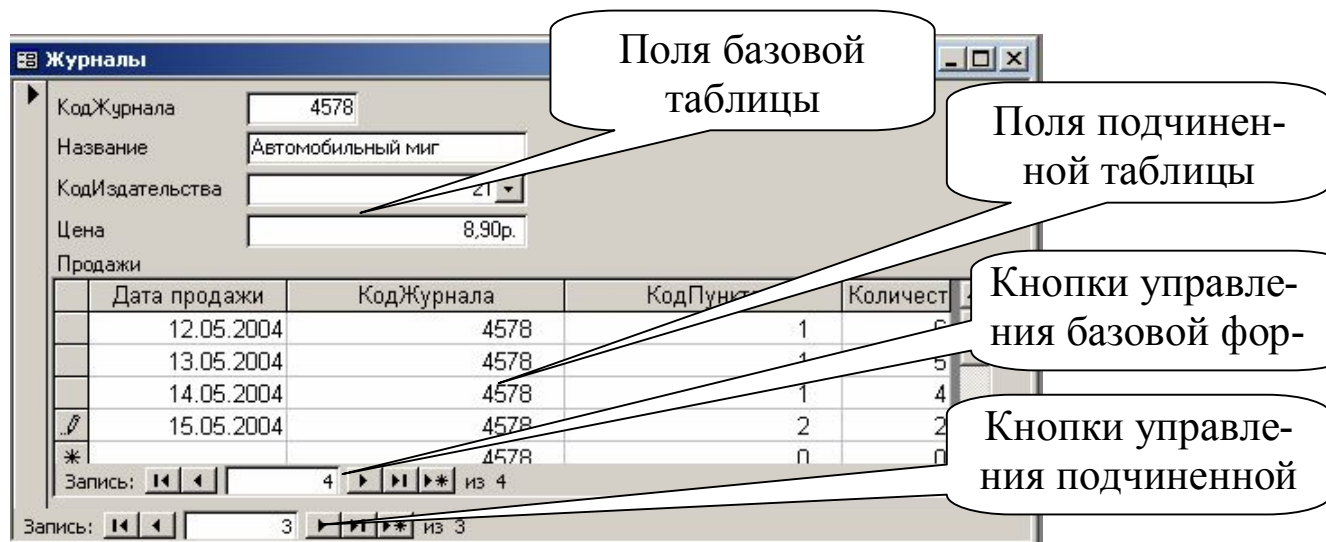 Журналы
Поля базовой
таблицы
КодЖурнала 4578
Название Автомобильный миг
КодИздательства 21
Цена 8,90р.
Поля подчинен-
ной таблицы
Продажи
Дата продажи КодЖурнала Количест
12.05.2004 4578 1
13.05.2004 4578 1 5
14.05.2004 4578 1 4
15.05.2004 4578 2 2
4578 0 0
Запись: 4 из 4
Запись: 3 из 3
Кнопки управле-
ния базовой фор-
Кнопки управле-
ния подчиненной